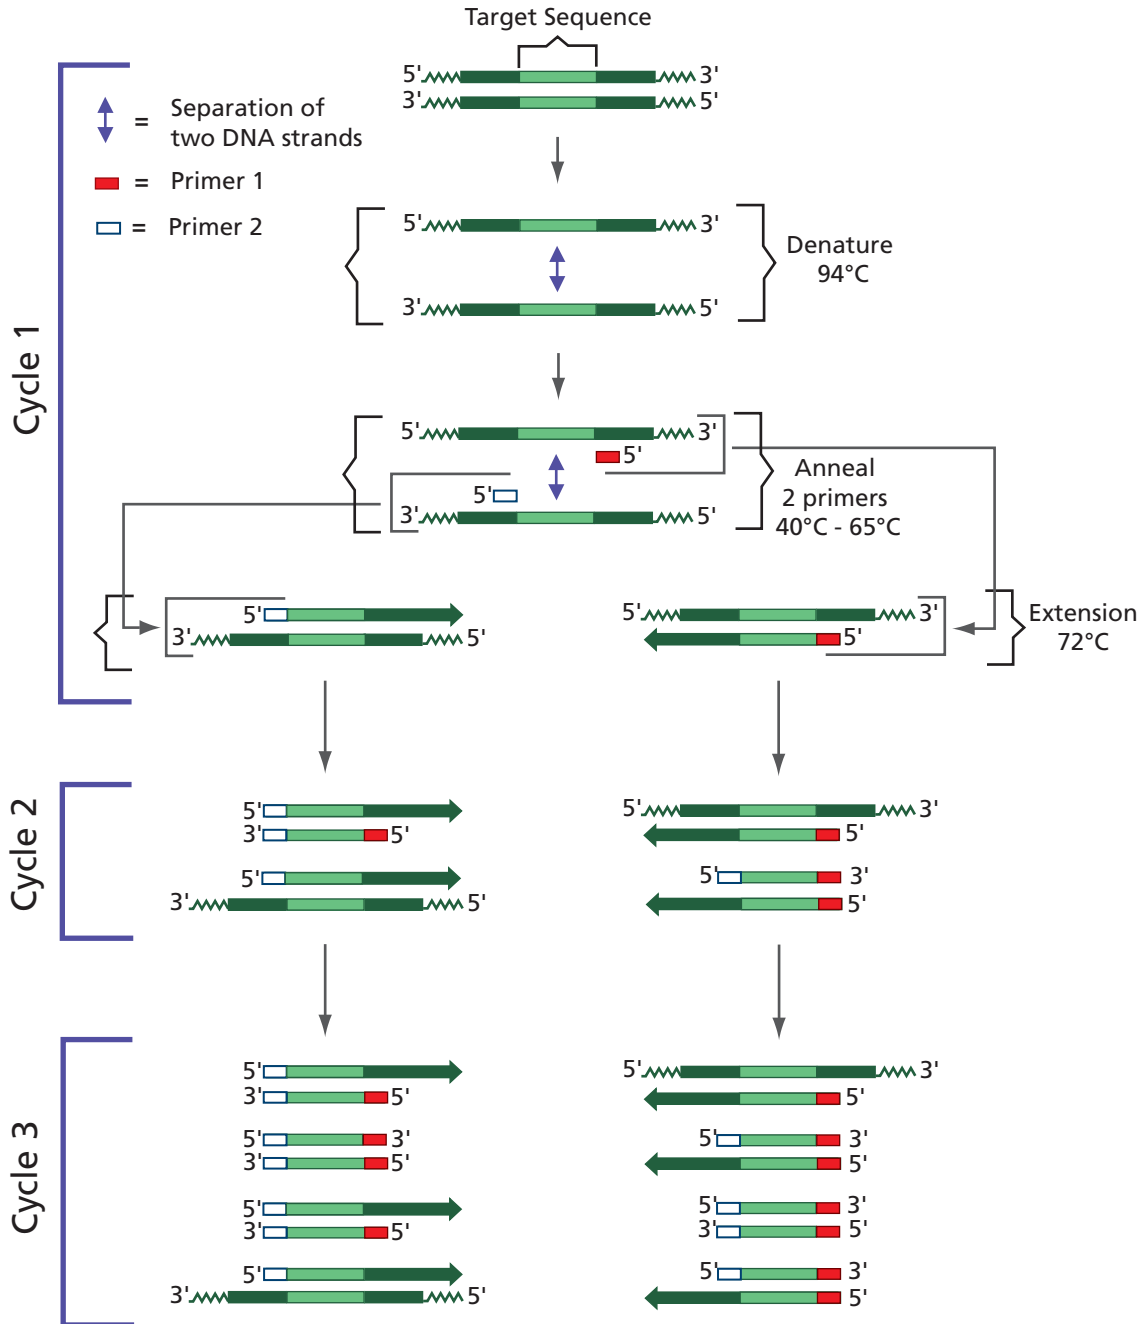 Target Sequence
5' 3'
3' 5'
= Separation of
two DNA strands
= Primer 1
= Primer 2
Cycle 1
5' 3'
Denature
94°C
3' 5'
5' 3'
5'
Anneal
2 primers
40°C - 65°C
5'
3' 5'
5'
3' 5'
5' 3'
5'
Extension
72°C
Cycle 2
5'
3' 5'
5'
3' 5'
5' 3'
5'
5' 3'
5'
Cycle 3
5'
3' 5'
5' 3'
3' 5'
5'
3' 5'
5'
3' 5'
5' 3'
5'
5' 3'
5'
5' 3'
3' 5'
5' 3'
5'